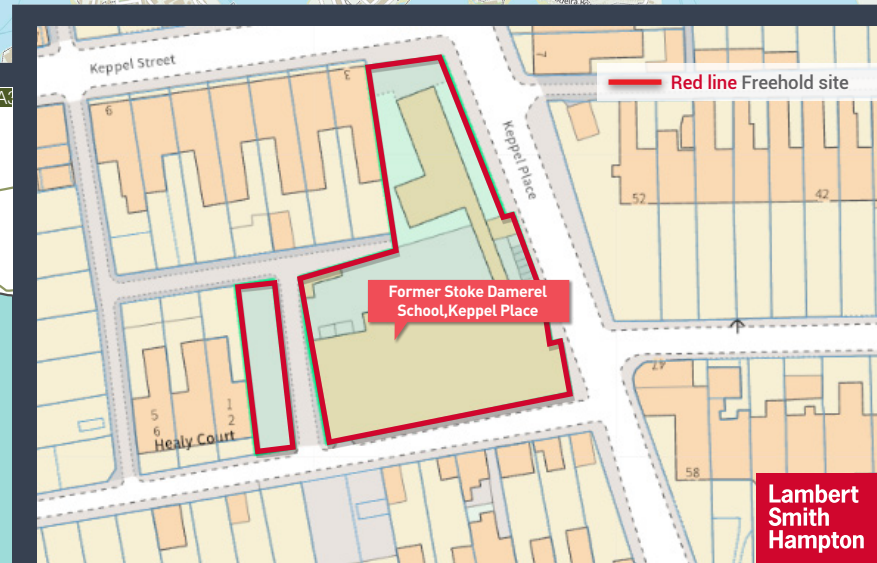 Keppel Street
3
6
7
Red line Freehold site
Keppel Place
52
42
Former Stoke Damerel
School,Keppel Place
47
5
6
1
2
Healy Court
58
Lambert
Smith
Hampton